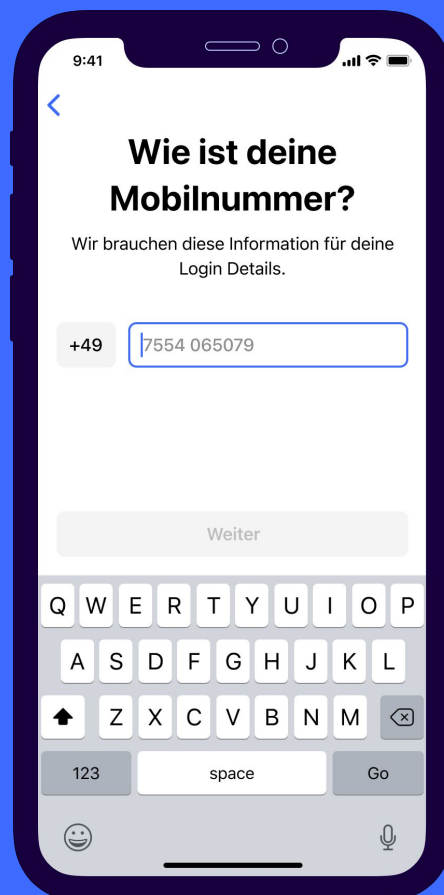 9:41
Wie ist deine
Mobilnummer?
Wir brauchen diese Information für deine
Login Details.
+49 7554 065079
Weiter
Q W E R T Y U I O P
A S D F G H J K L
Z X C V B N M
123 space Go